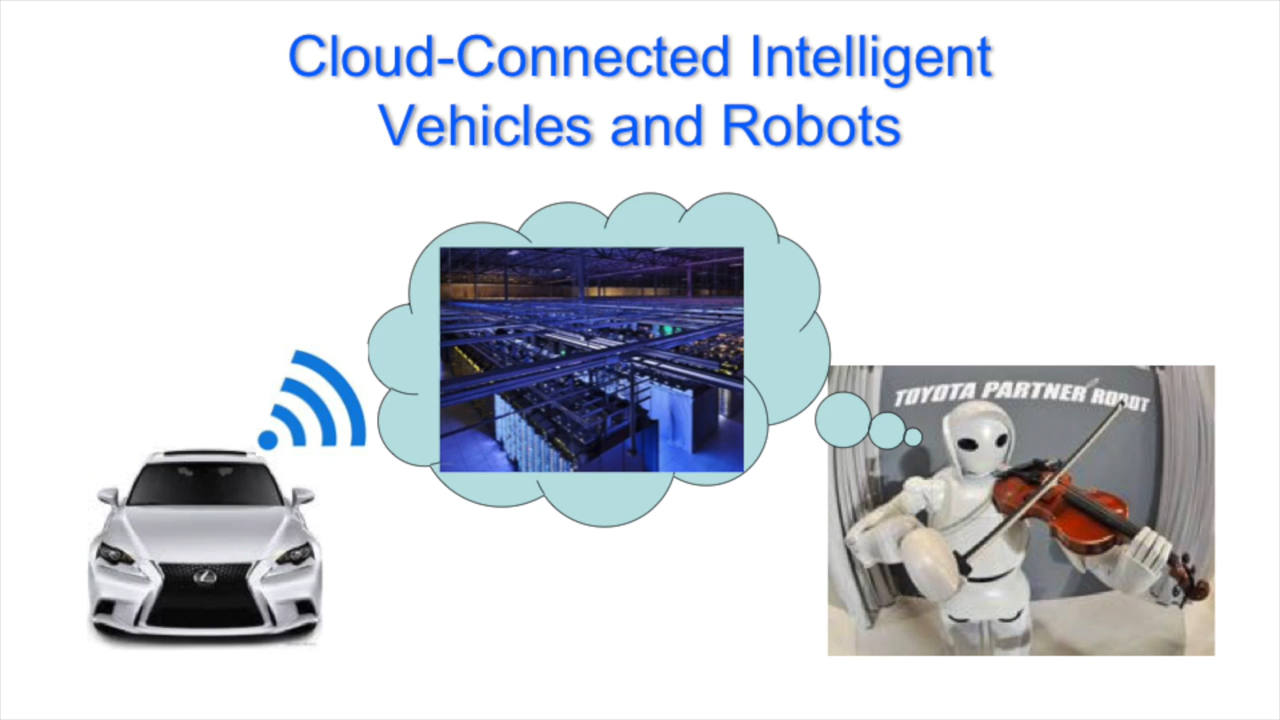 Cloud-Connected Intelligent
Vehicles and Robots
TOYOTA PARTNER ROBOT